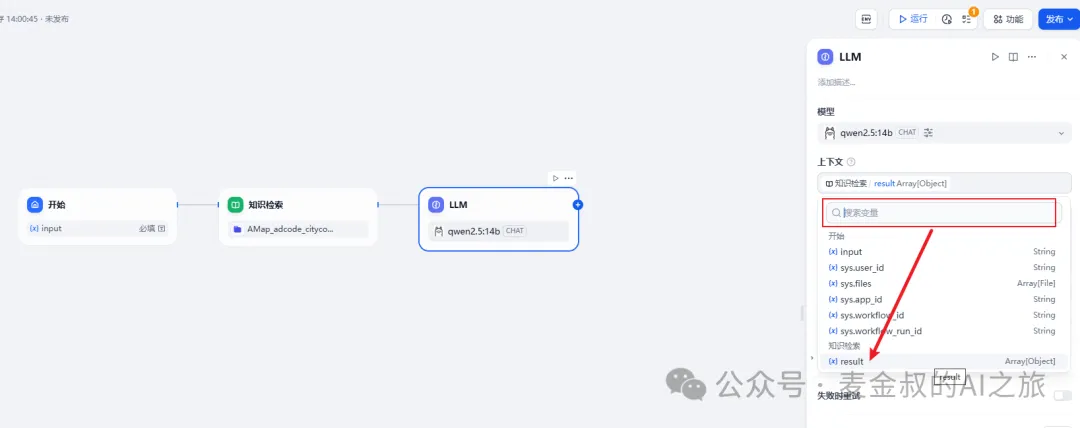 14:00:45 · 未发布
ENV
运行
1
功能
发布
LLM
添加描述...
模型
qwen2.5:14b CHAT
上下文
知识检索 result Array[Object]
搜索变量
开始
input String
sys.user_id String
sys.files Array[File]
sys.app_id String
sys.workflow_id String
sys.workflow_run_id String
知识检索
result Array[Object]
result
失败时重试
开始
input 必填
知识检索
AMap_adcode_cityco...
LLM
qwen2.5:14b CHAT
公众号 · 麦金叔的AI之旅